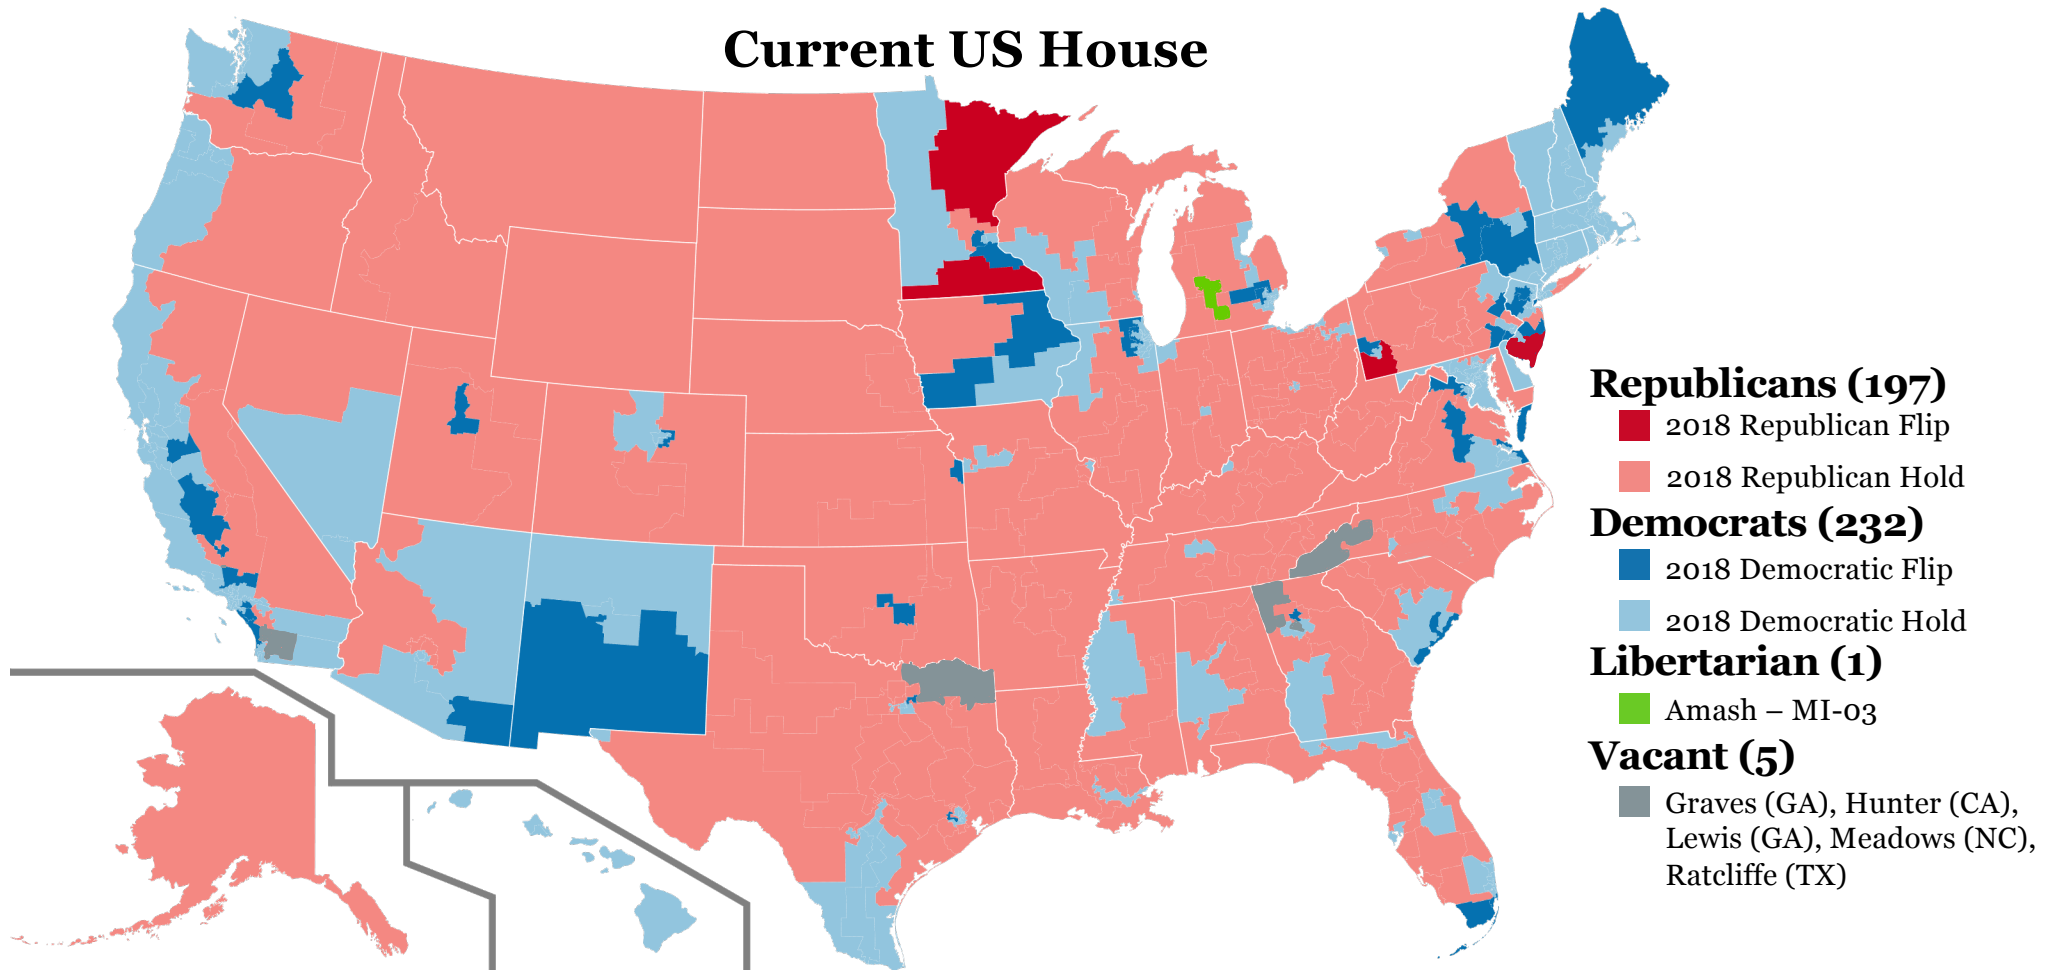 Current US House
Republicans (197)
2018 Republican Flip
2018 Republican Hold
Democrats (232)
2018 Democratic Flip
2018 Democratic Hold
Libertarian (1)
Amash – MI-03
Vacant (5)
Graves (GA), Hunter (CA),
Lewis (GA), Meadows (NC),
Ratcliffe (TX)